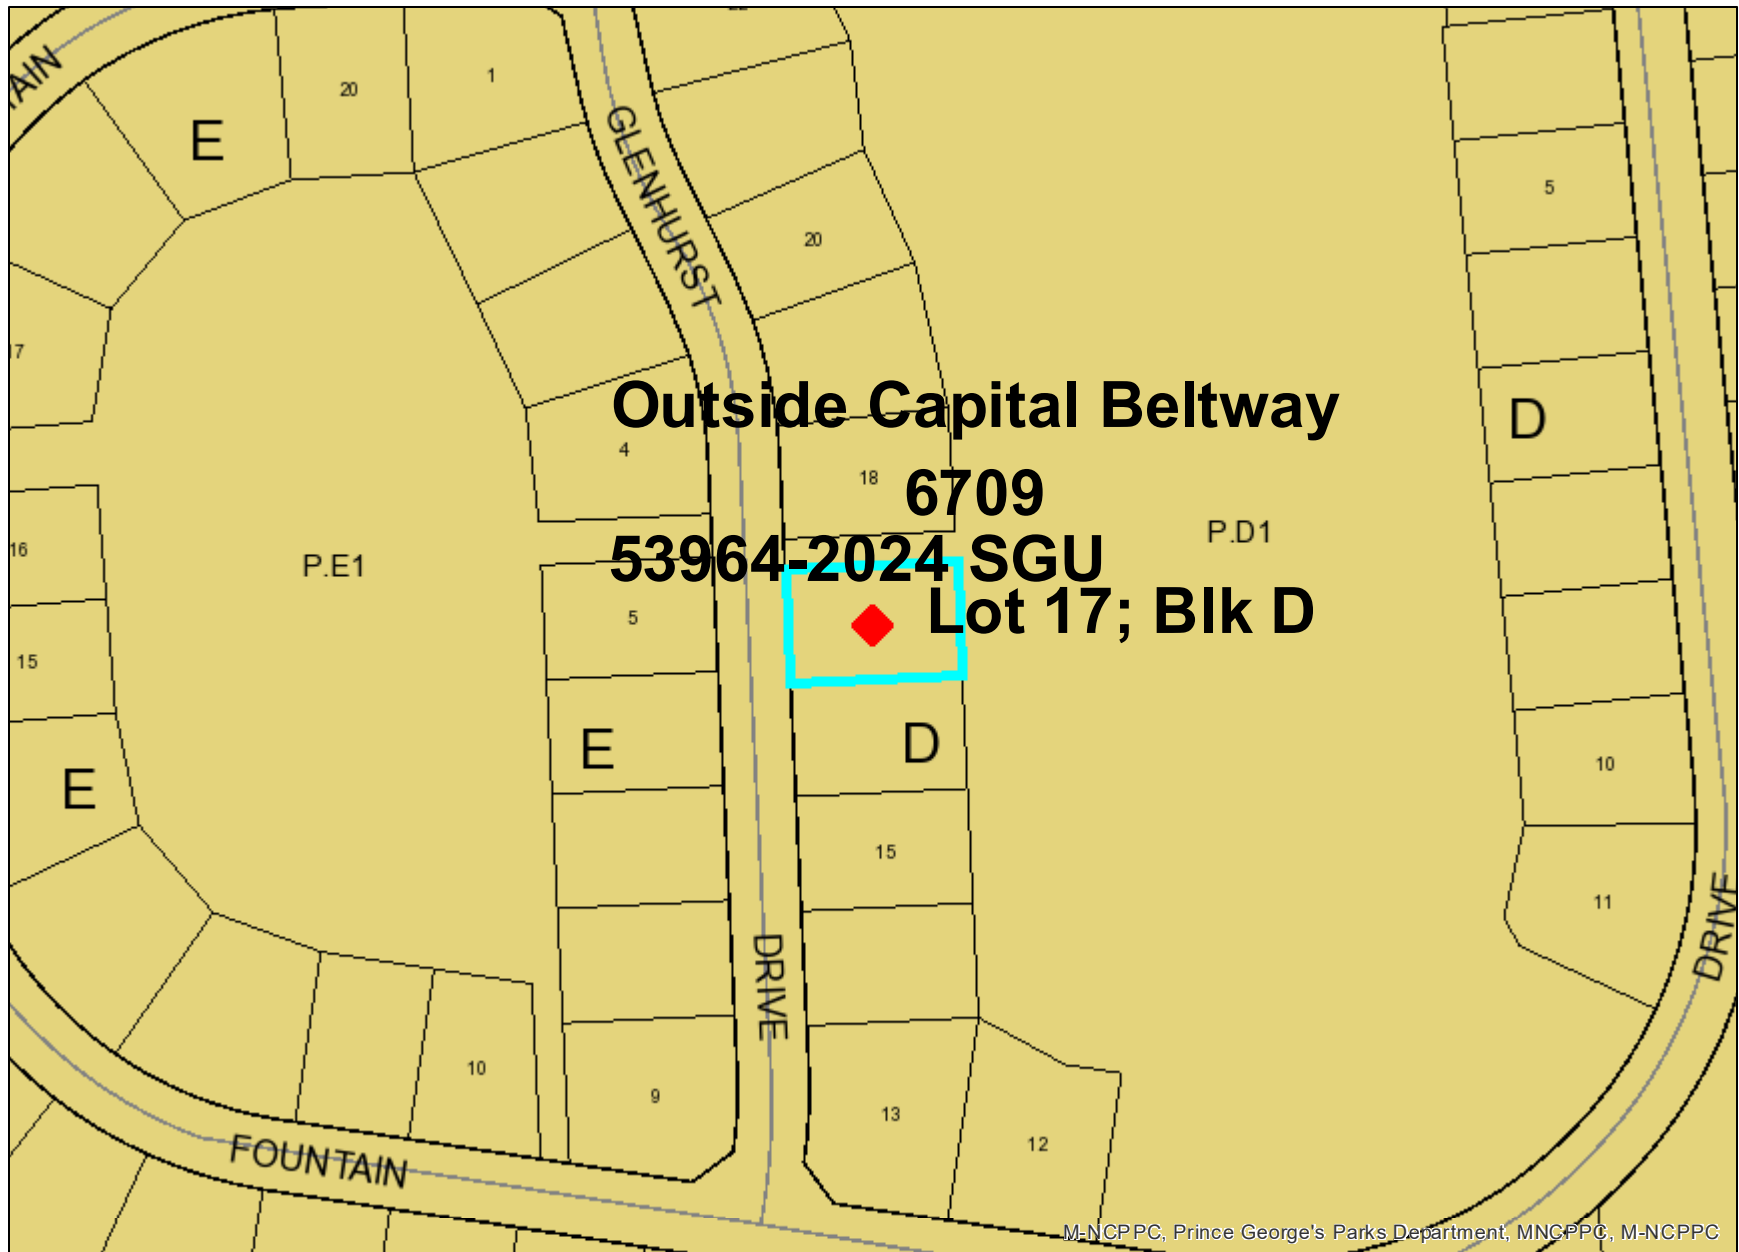 22
AIN
20
1
E
GLENHURST
5
20
17
Outside Capital Beltway
D
4
18
6709
P.D1
16
53964-2024 SGU
P.E1
Lot 17; Blk D
5
15
E
D
10
E
15
11
DRIVE
DRIVE
10
9
13
12
FOUNTAIN
M-NCPPC, Prince George's Parks Department, MNCPPC, M-NCPPC